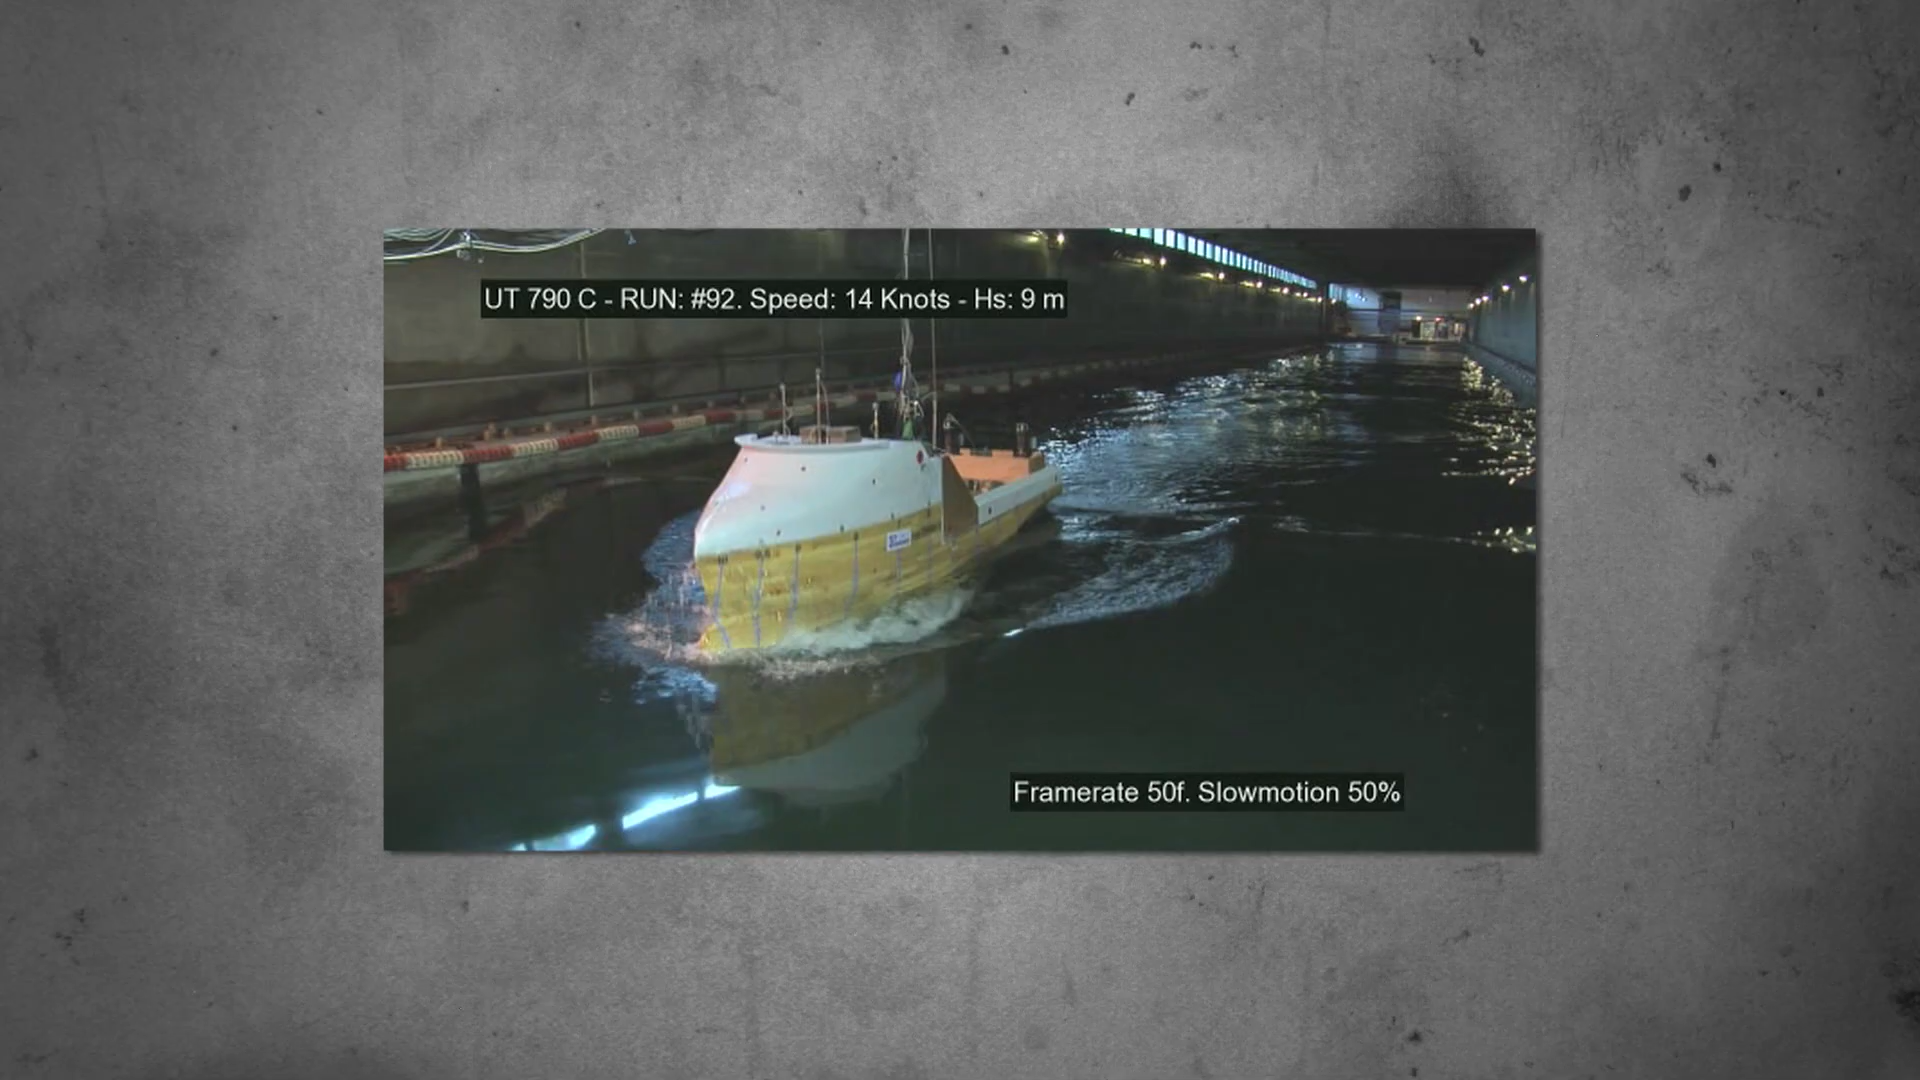 UT 790 C - RUN: #92. Speed: 14 Knots - Hs: 9 m
Framerate 50f. Slowmotion 50%